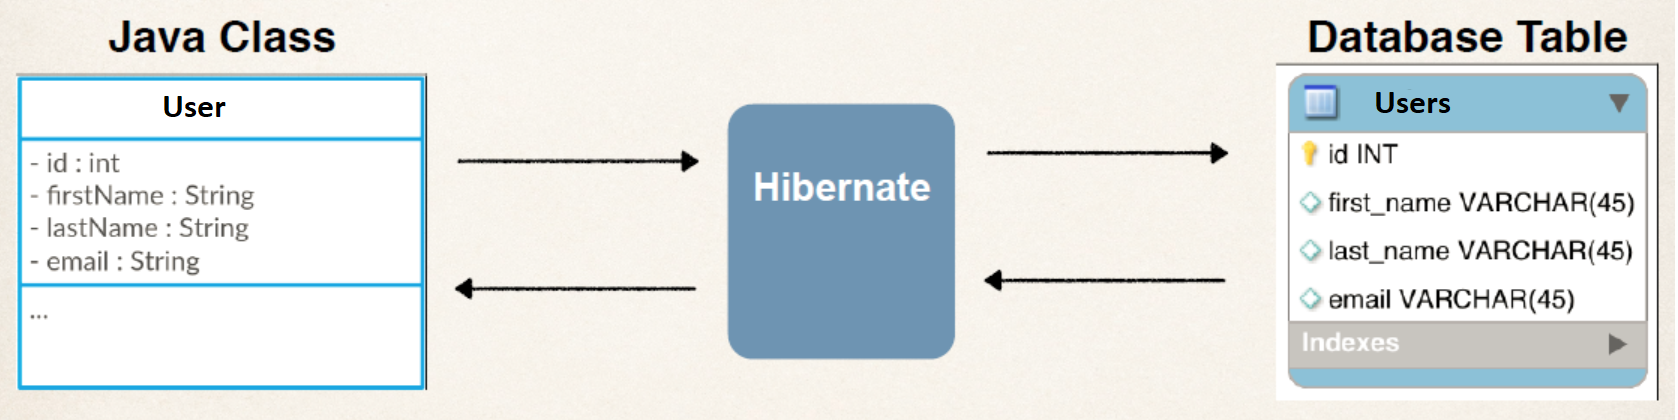 Java Class
User
- id : int
- firstName : String
- lastName : String
- email : String
...
Hibernate
Database Table
Users
id INT
first_name VARCHAR(45)
last_name VARCHAR(45)
email VARCHAR(45)
Indexes